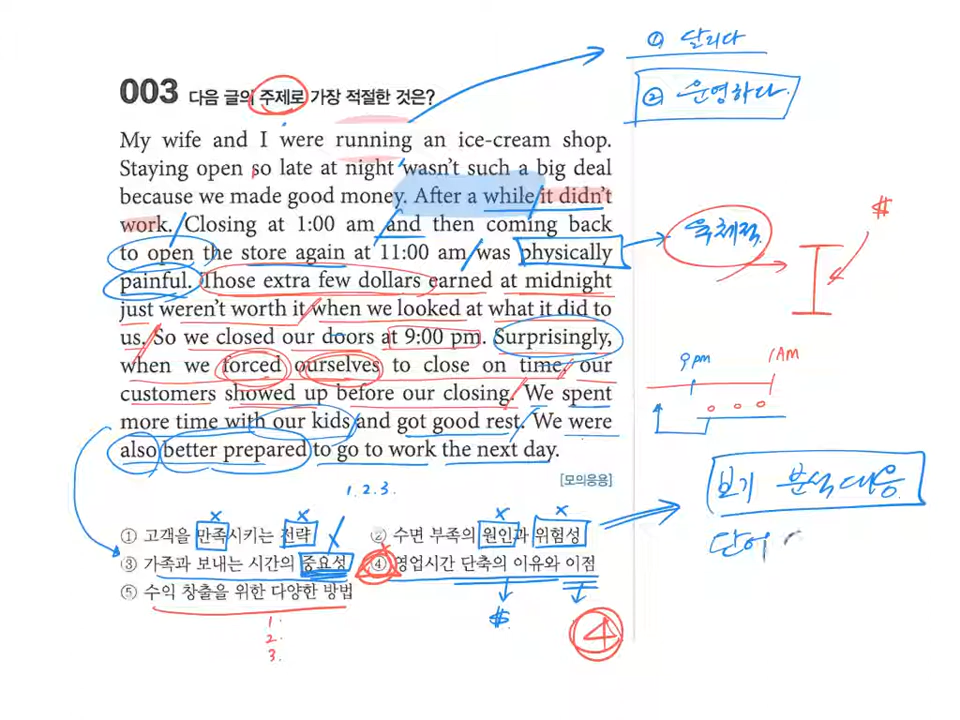 ① 달리다
② 운영하다.
003 다음 글의 주제로 가장 적절한 것은?
My wife and I were running an ice-cream shop.
Staying open so late at night wasn't such a big deal
because we made good money. After a while it didn't
work. Closing at 1:00 am and then coming back
to open the store again at 11:00 am was physically
painful. Those extra few dollars earned at midnight
just weren't worth it when we looked at what it did to
us. So we closed our doors at 9:00 pm. Surprisingly,
when we forced ourselves to close on time, our
customers showed up before our closing. We spent
more time with our kids and got good rest. We were
also better prepared to go to work the next day.
[모의응용]
육체적
$
I
9pm 1AM
1. 2. 3.
① 고객을 만족시키는 전략 ② 수면 부족의 원인과 위험성
③ 가족과 보내는 시간의 중요성 ④ 영업시간 단축의 이유와 이점
⑤ 수익 창출을 위한 다양한 방법
보기 분석 대응
단어
$
4
1.
2.
3.